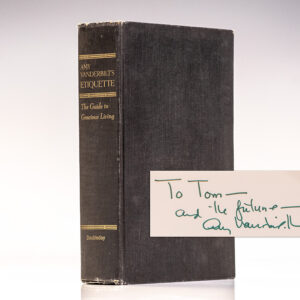 AMY
VANDERBILT'S
ETIQUETTE
The Guide to
Gracious Living
Doubleday
To Tom—
and the future—
Amy Vanderbilt